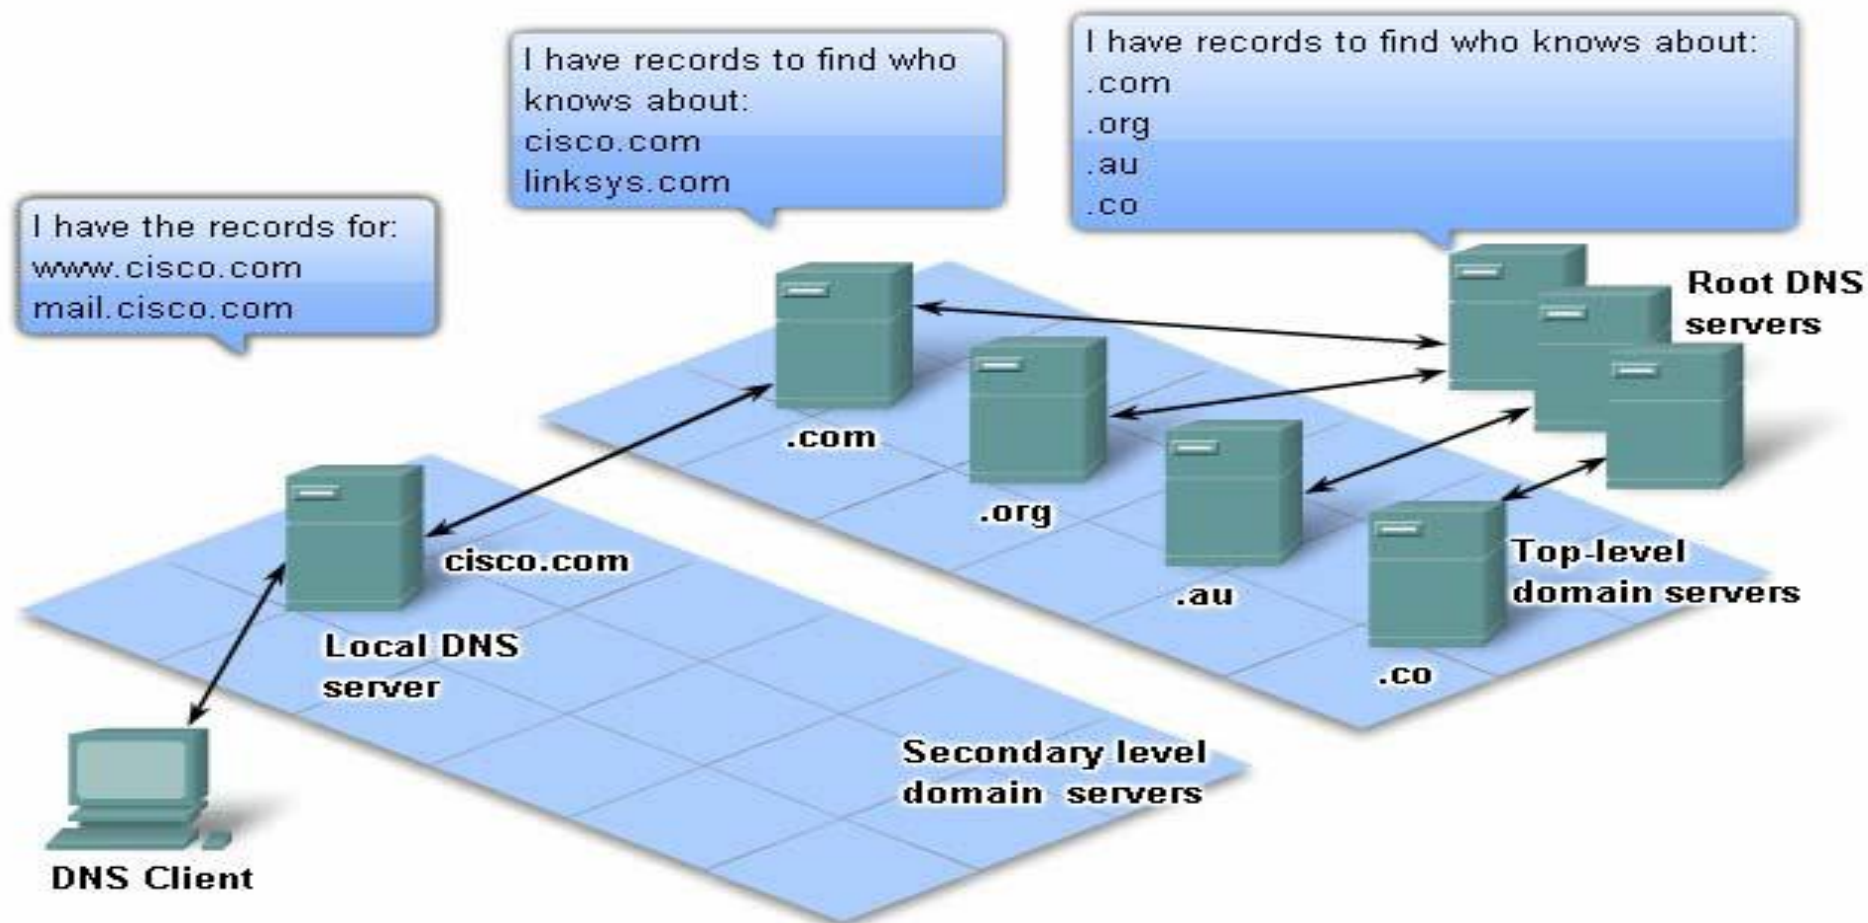 I have records to find who knows about:
.com
.org
.au
.co
I have records to find who
knows about:
cisco.com
linksys.com
I have the records for:
www.cisco.com
mail.cisco.com
Root DNS
servers
.com
.org
.au
.co
Top-level
domain servers
cisco.com
Local DNS
server
Secondary level
domain servers
DNS Client